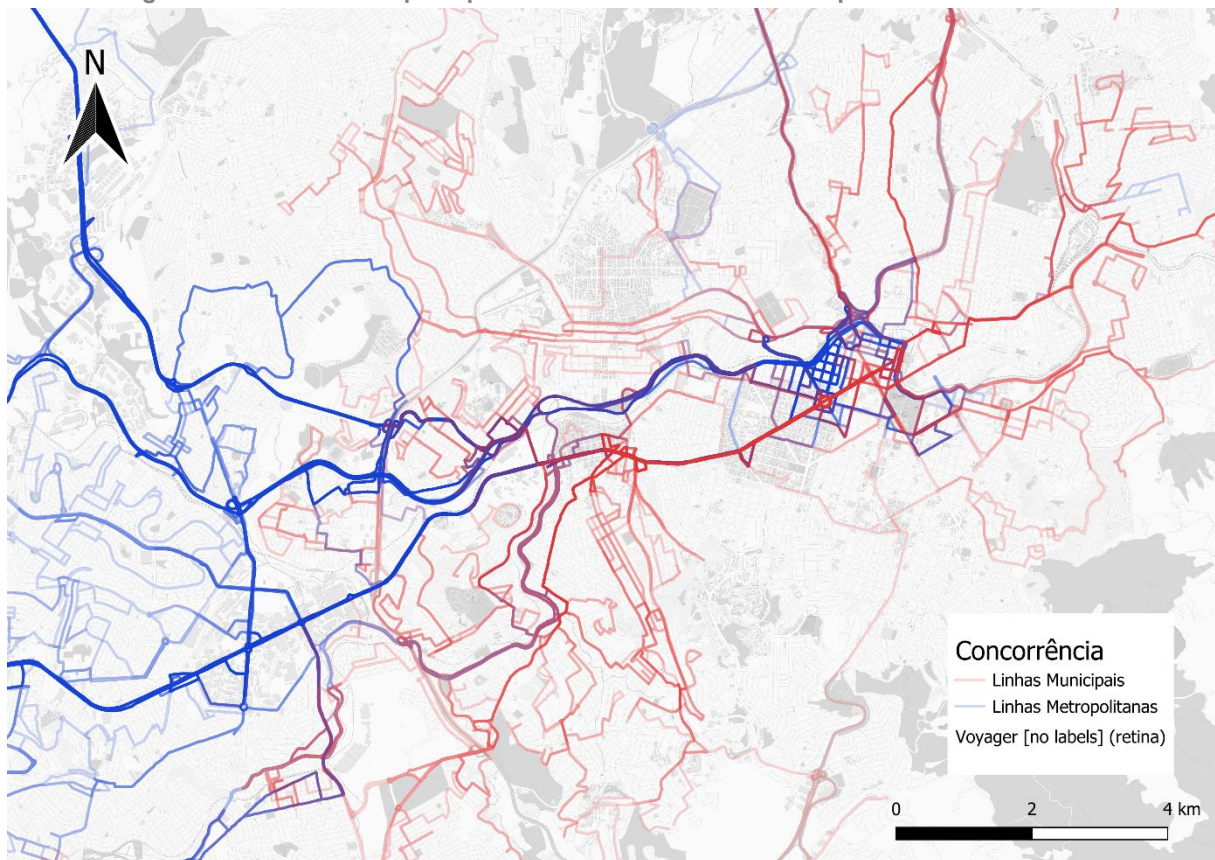 N
Concorrência
Linhas Municipais
Linhas Metropolitanas
Voyager [no labels] (retina)
0 2 4 km